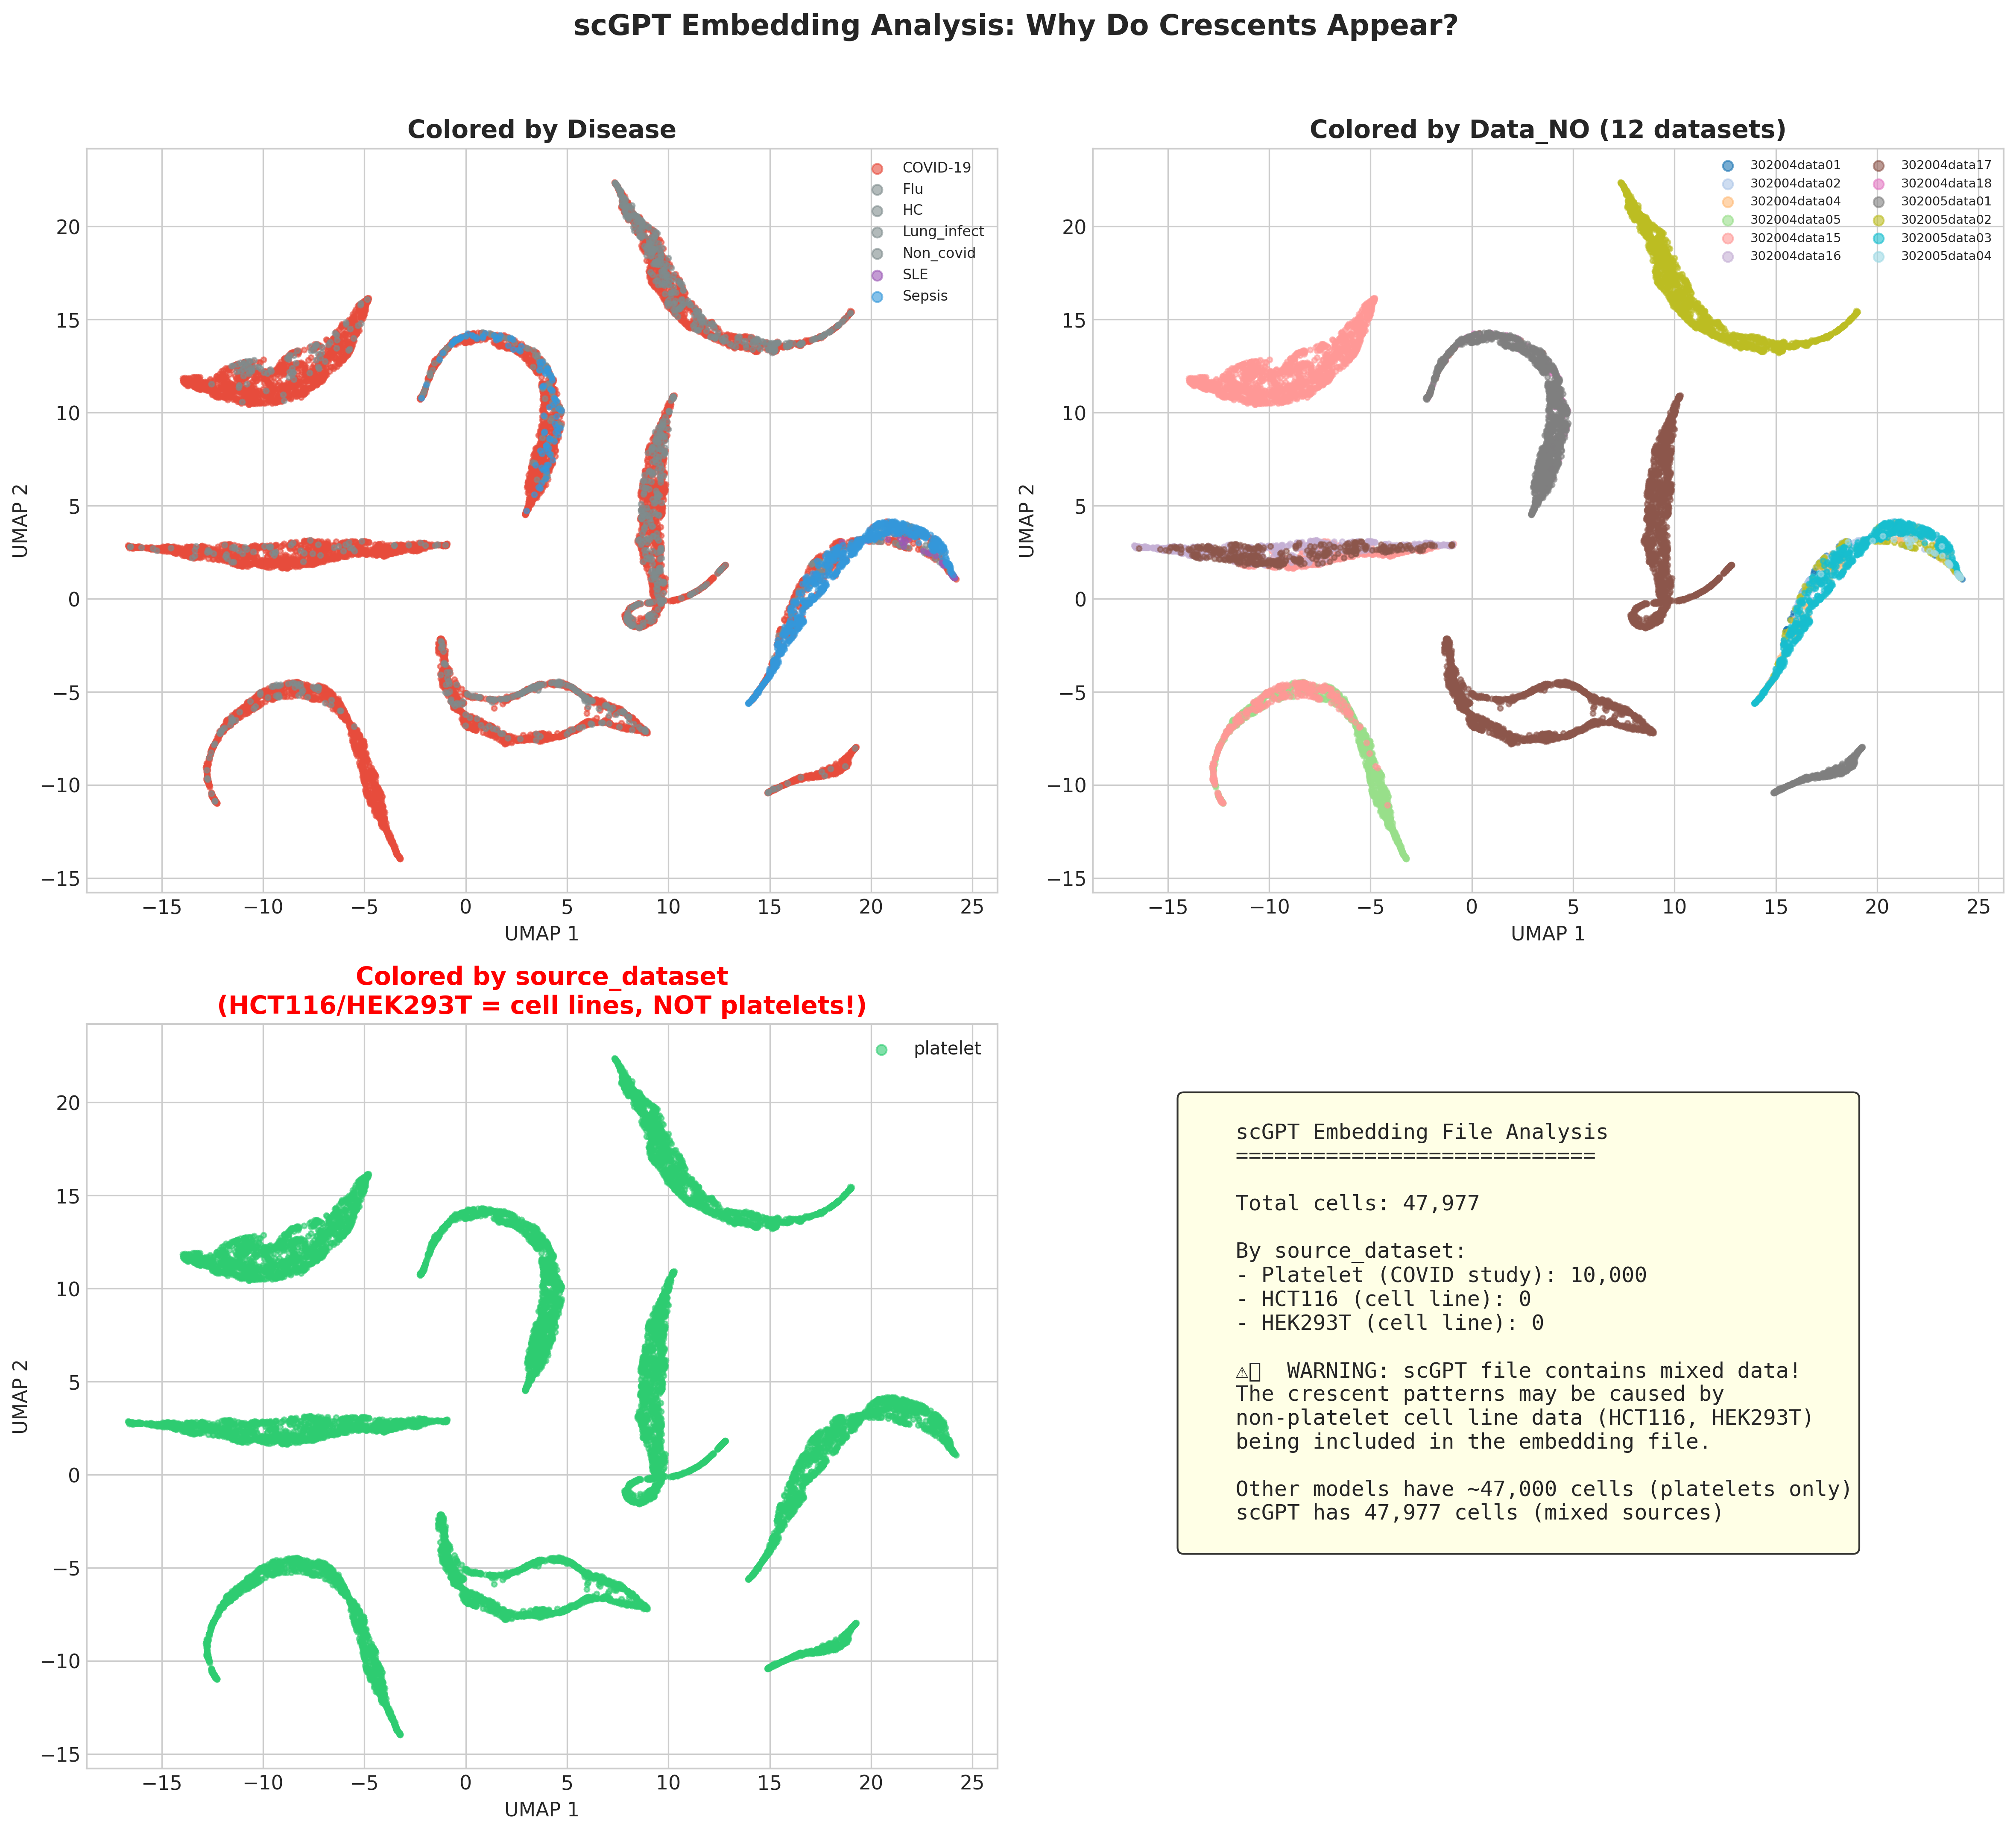 scGPT Embedding Analysis: Why Do Crescents Appear?
Colored by Disease
UMAP 2
20
15
10
5
0
−5
−10
−15
−15
−10
−5
0
5
10
15
20
25
UMAP 1
COVID-19
Flu
HC
Lung_infect
Non_covid
SLE
Sepsis
Colored by Data_NO (12 datasets)
UMAP 2
20
15
10
5
0
−5
−10
−15
−15
−10
−5
0
5
10
15
20
25
UMAP 1
302004data01
302004data02
302004data04
302004data05
302004data15
302004data16
302004data17
302004data18
302005data01
302005data02
302005data03
302005data04
Colored by source_dataset
(HCT116/HEK293T = cell lines, NOT platelets!)
UMAP 2
20
15
10
5
0
−5
−10
−15
−15
−10
−5
0
5
10
15
20
25
UMAP 1
platelet
scGPT Embedding File Analysis
============================
Total cells: 47,977
By source_dataset:
- Platelet (COVID study): 10,000
- HCT116 (cell line): 0
- HEK293T (cell line): 0
⚠ WARNING: scGPT file contains mixed data!
The crescent patterns may be caused by
non-platelet cell line data (HCT116, HEK293T)
being included in the embedding file.
Other models have ~47,000 cells (platelets only)
scGPT has 47,977 cells (mixed sources)